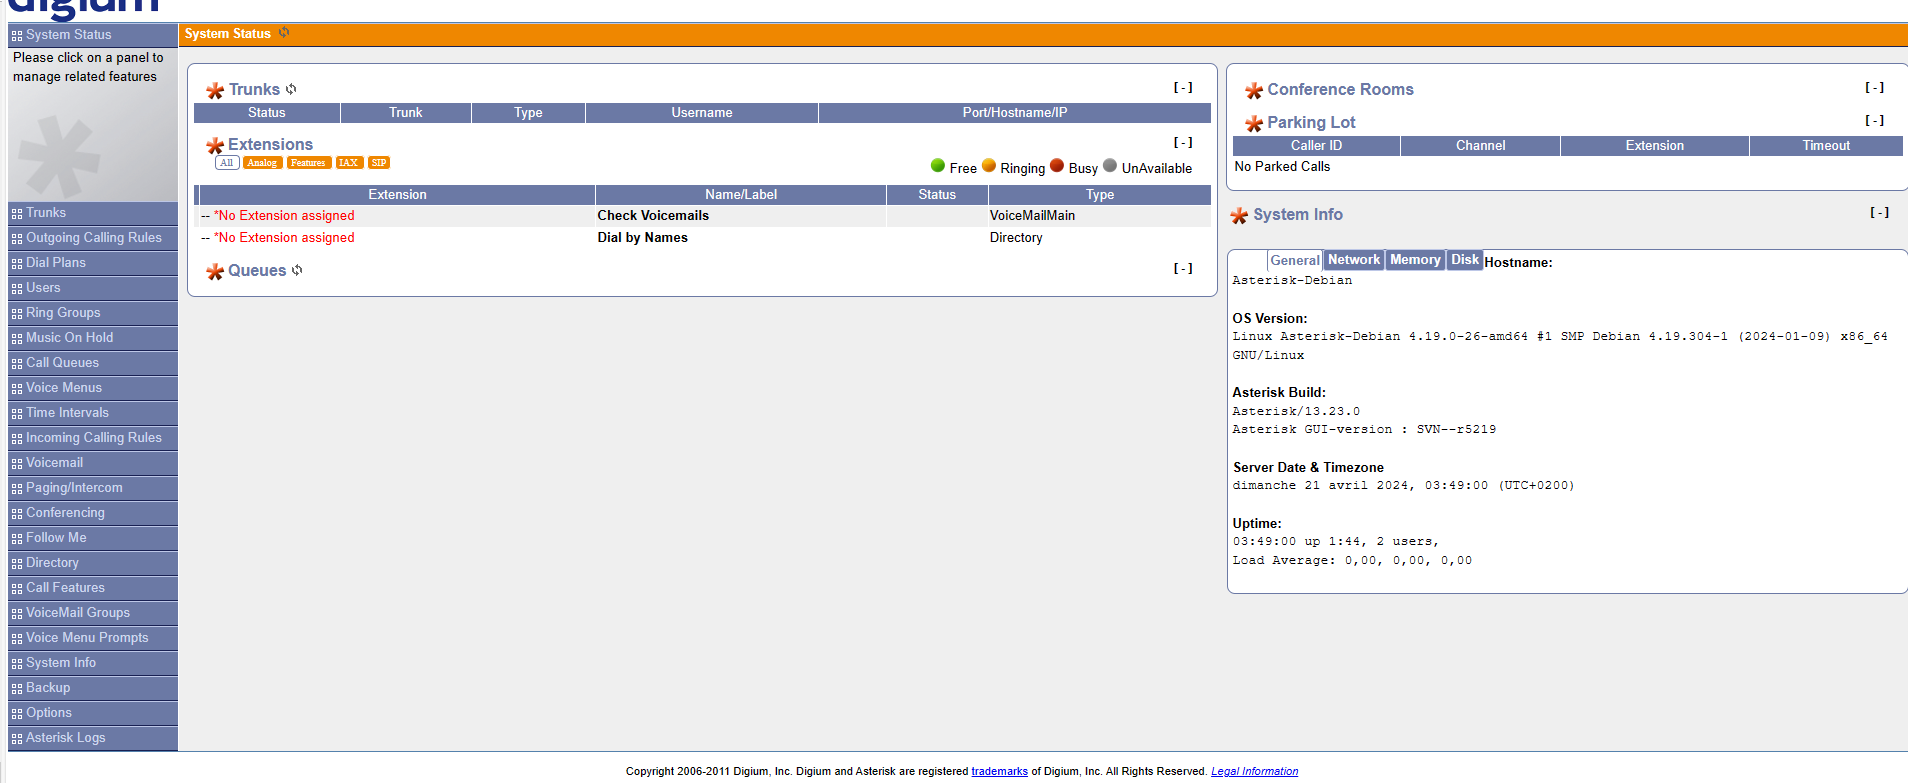 digium
System Status
Please click on a panel to
manage related features
Trunks
Outgoing Calling Rules
Dial Plans
Users
Ring Groups
Music On Hold
Call Queues
Voice Menus
Time Intervals
Incoming Calling Rules
Voicemail
Paging/Intercom
Conferencing
Follow Me
Directory
Call Features
VoiceMail Groups
Voice Menu Prompts
System Info
Backup
Options
Asterisk Logs
System Status
Trunks [ - ]
Status Trunk Type Username Port/Hostname/IP
Extensions [ - ]
All Analog Features IAX SIP
Free Ringing Busy UnAvailable
Extension Name/Label Status Type
-- *No Extension assigned Check Voicemails VoiceMailMain
-- *No Extension assigned Dial by Names Directory
Queues [ - ]
Conference Rooms [ - ]
Parking Lot [ - ]
Caller ID Channel Extension Timeout
No Parked Calls
System Info [ - ]
General Network Memory Disk Hostname:
Asterisk-Debian
OS Version:
Linux Asterisk-Debian 4.19.0-26-amd64 #1 SMP Debian 4.19.304-1 (2024-01-09) x86_64
GNU/Linux
Asterisk Build:
Asterisk/13.23.0
Asterisk GUI-version : SVN--r5219
Server Date & Timezone
dimanche 21 avril 2024, 03:49:00 (UTC+0200)
Uptime:
03:49:00 up 1:44, 2 users,
Load Average: 0,00, 0,00, 0,00
Copyright 2006-2011 Digium, Inc. Digium and Asterisk are registered trademarks of Digium, Inc. All Rights Reserved. Legal Information